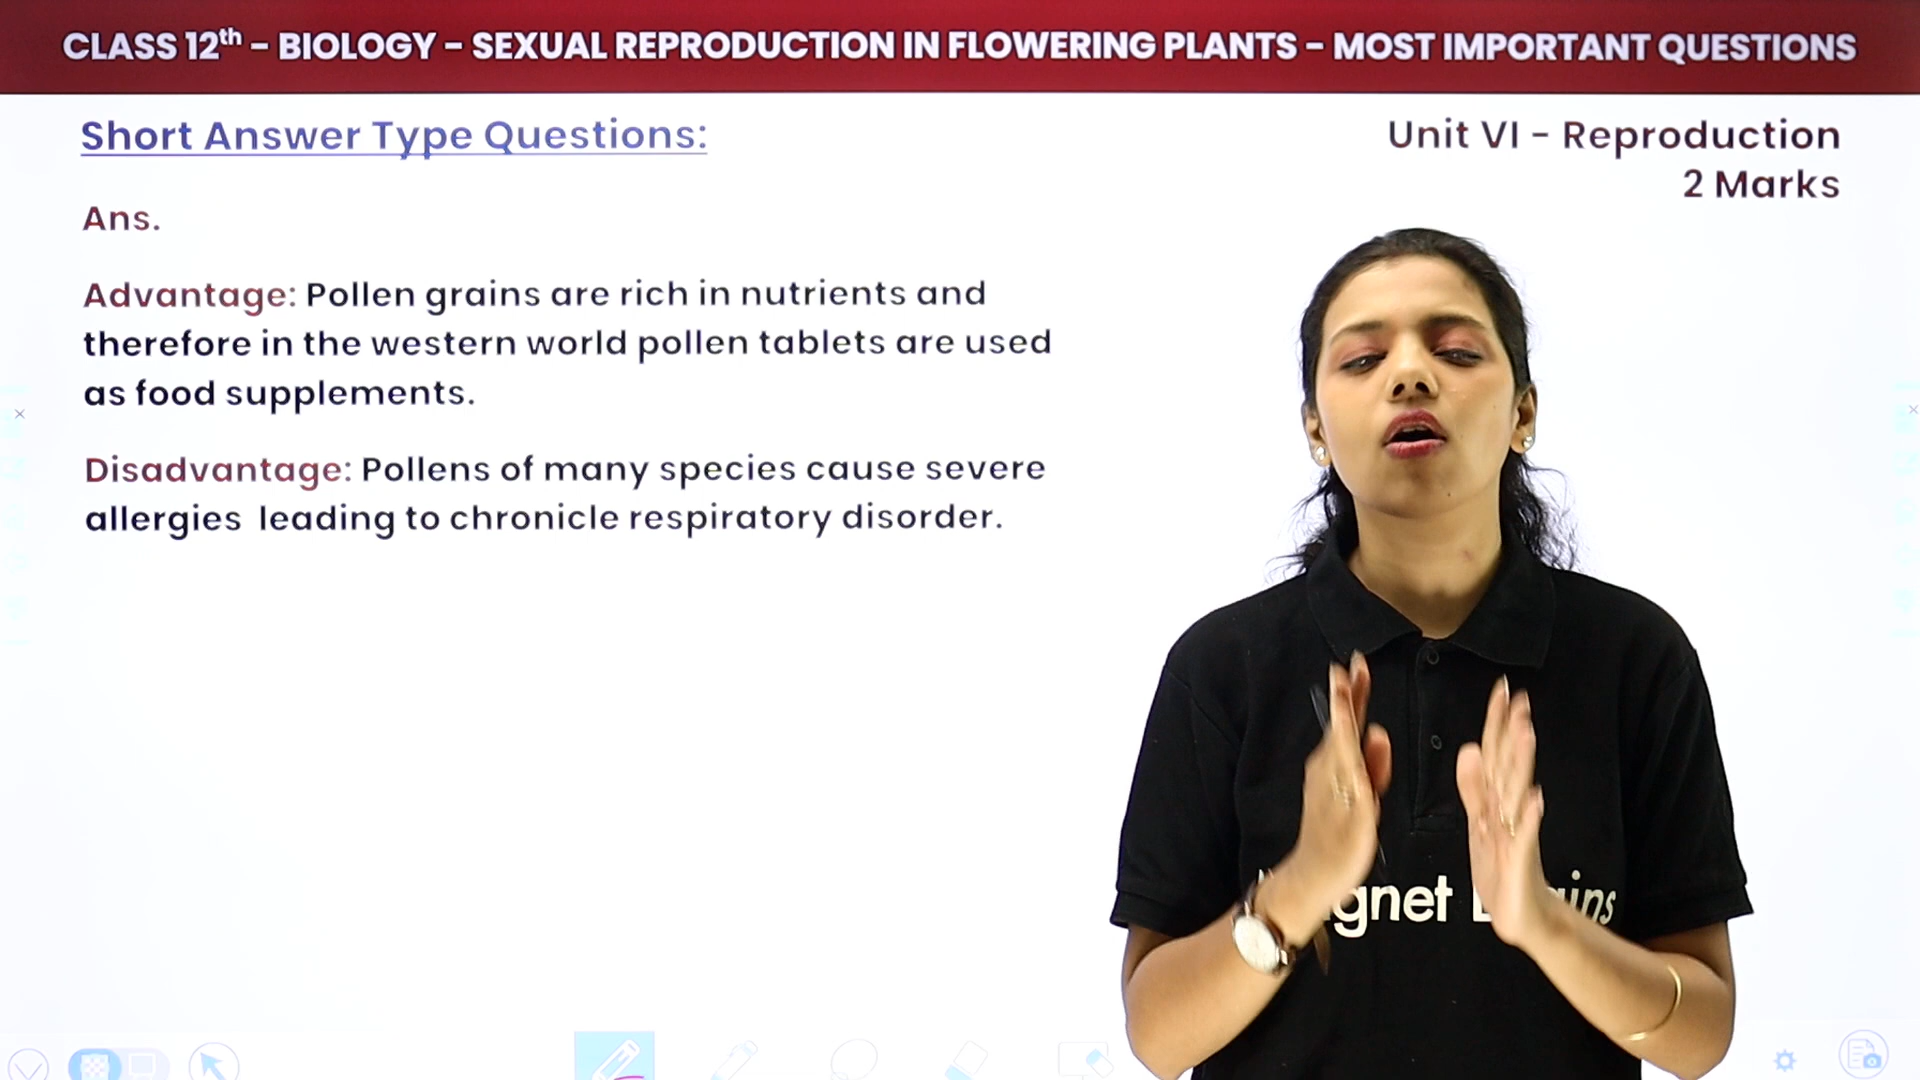 CLASS 12th - BIOLOGY - SEXUAL REPRODUCTION IN FLOWERING PLANTS - MOST IMPORTANT QUESTIONS
Short Answer Type Questions:
Unit VI - Reproduction
2 Marks
Ans.
Advantage: Pollen grains are rich in nutrients and
therefore in the western world pollen tablets are used
as food supplements.
Disadvantage: Pollens of many species cause severe
allergies leading to chronicle respiratory disorder.